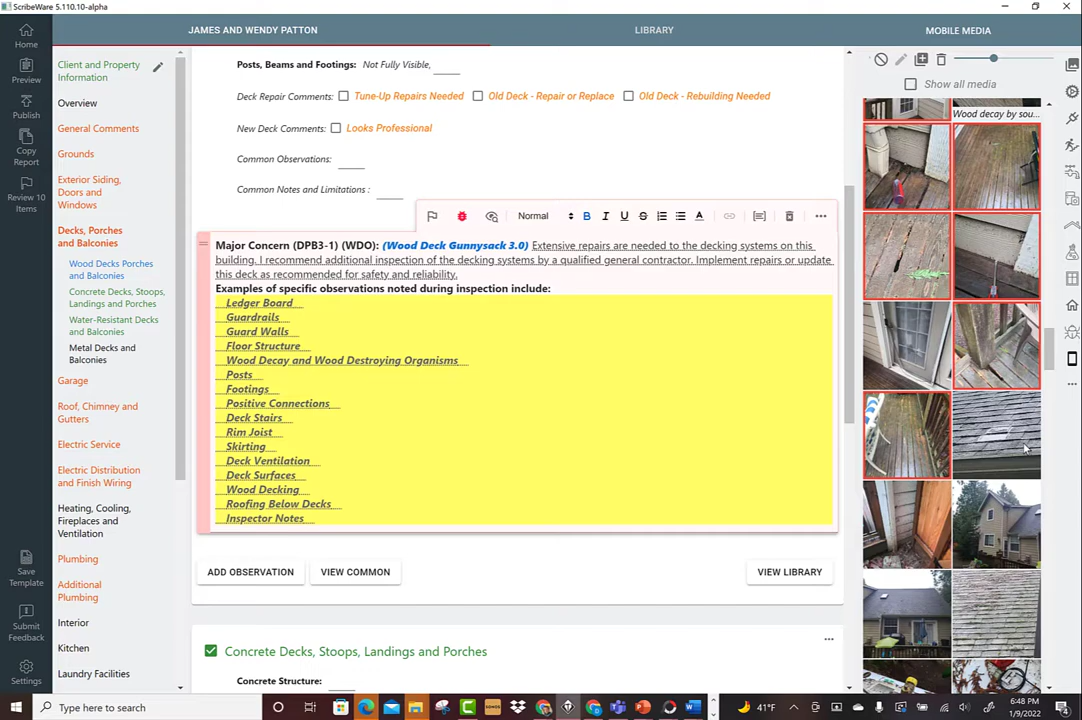 ScribeWare 5.110.10-alpha
JAMES AND WENDY PATTON
LIBRARY
MOBILE MEDIA
Home
Preview
Publish
Copy
Report
Review 10
Items
Save
Template
Submit
Feedback
Settings
Client and Property
Information
Overview
General Comments
Grounds
Exterior Siding,
Doors and
Windows
Decks, Porches
and Balconies
Wood Decks Porches
and Balconies
Concrete Decks, Stoops,
Landings and Porches
Water-Resistant Decks
and Balconies
Metal Decks and
Balconies
Garage
Roof, Chimney and
Gutters
Electric Service
Electric Distribution
and Finish Wiring
Heating, Cooling,
Fireplaces and
Ventilation
Plumbing
Additional
Plumbing
Interior
Kitchen
Laundry Facilities
Posts, Beams and Footings: Not Fully Visible,
Deck Repair Comments: Tune-Up Repairs Needed Old Deck - Repair or Replace Old Deck - Rebuilding Needed
New Deck Comments: Looks Professional
Common Observations:
Common Notes and Limitations :
Normal B I U S A
Major Concern (DPB3-1) (WDO): (Wood Deck Gunnysack 3.0) Extensive repairs are needed to the decking systems on this
building. I recommend additional inspection of the decking systems by a qualified general contractor. Implement repairs or update
this deck as recommended for safety and reliability.
Examples of specific observations noted during inspection include:
Ledger Board
Guardrails
Guard Walls
Floor Structure
Wood Decay and Wood Destroying Organisms
Posts
Footings
Positive Connections
Deck Stairs
Rim Joist
Skirting
Deck Ventilation
Deck Surfaces
Wood Decking
Roofing Below Decks
Inspector Notes
ADD OBSERVATION
VIEW COMMON
VIEW LIBRARY
Concrete Decks, Stoops, Landings and Porches
Concrete Structure:
Show all media
Wood decay by sou...
Type here to search
41°F
6:48 PM
1/9/2022